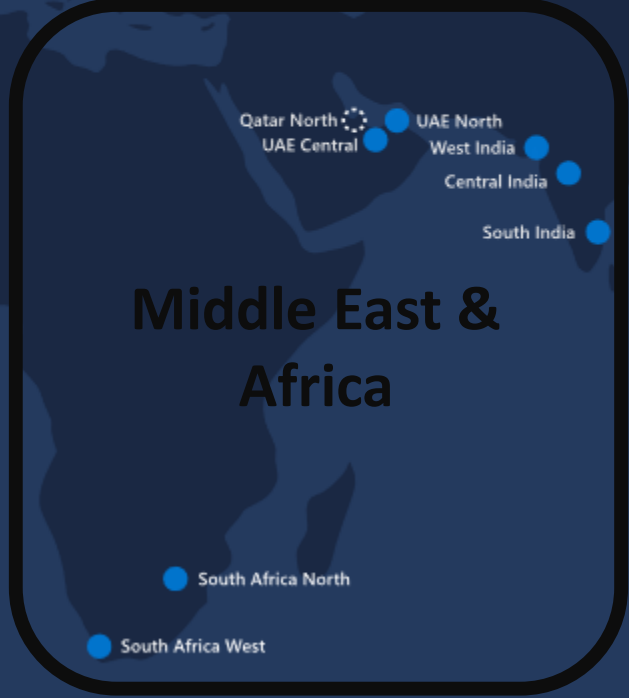 Qatar North
UAE North
UAE Central
West India
Central India
South India
Middle East &
Africa
South Africa North
South Africa West